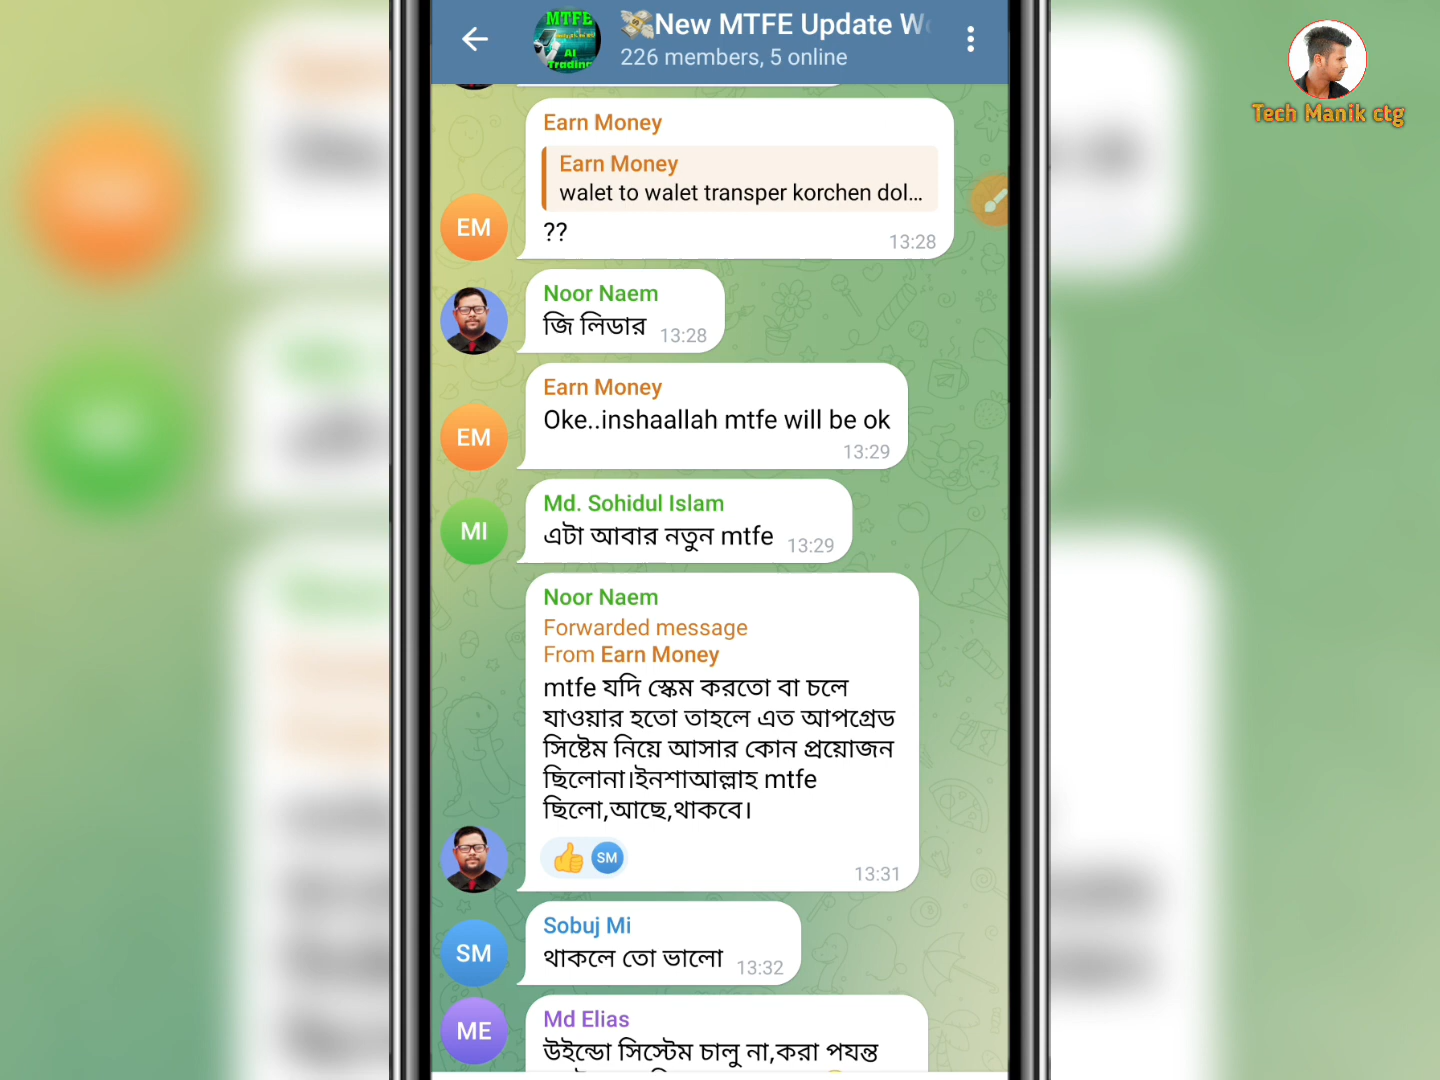 MTFE
AI
Trading
💸New MTFE Update
226 members, 5 online
Tech Manik ctg
Earn Money
Earn Money
walet to walet transper korchen dol...
??
13:28
EM
Noor Naem
জি লিডার
13:28
Earn Money
Oke..inshaallah mtfe will be ok
13:29
EM
Md. Sohidul Islam
এটা আবার নতুন mtfe
13:29
MI
Noor Naem
Forwarded message
From Earn Money
mtfe যদি স্কেম করতো বা চলে
যাওয়ার হতো তাহলে এত আপগ্রেড
সিষ্টেম নিয়ে আসার কোন প্রয়োজন
ছিলোনা।ইনশাআল্লাহ mtfe
ছিলো,আছে,থাকবে।
👍 SM
13:31
Sobuj Mi
থাকলে তো ভালো
13:32
SM
Md Elias
ME
উইন্ডো সিস্টেম চালু না,করা পযন্ত